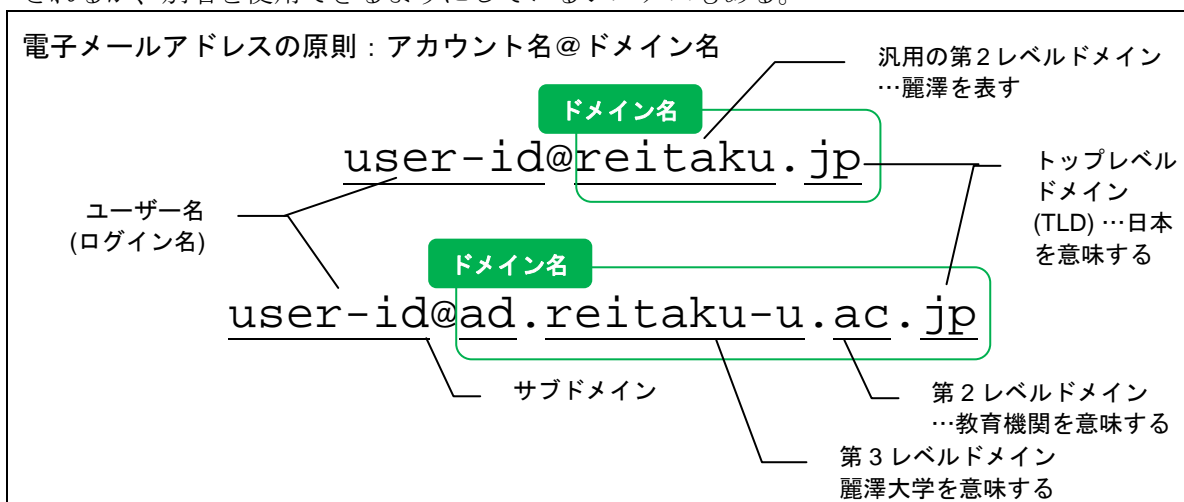 電子メールアドレスの原則：アカウント名＠ドメイン名
汎用の第２レベルドメイン
…麗澤を表す
ドメイン名
user-id@reitaku.jp
トップレベル
ドメイン
(TLD) …日本
を意味する
ユーザー名
(ログイン名)
ドメイン名
user-id@ad.reitaku-u.ac.jp
サブドメイン
第２レベルドメイン
…教育機関を意味する
第３レベルドメイン
麗澤大学を意味する